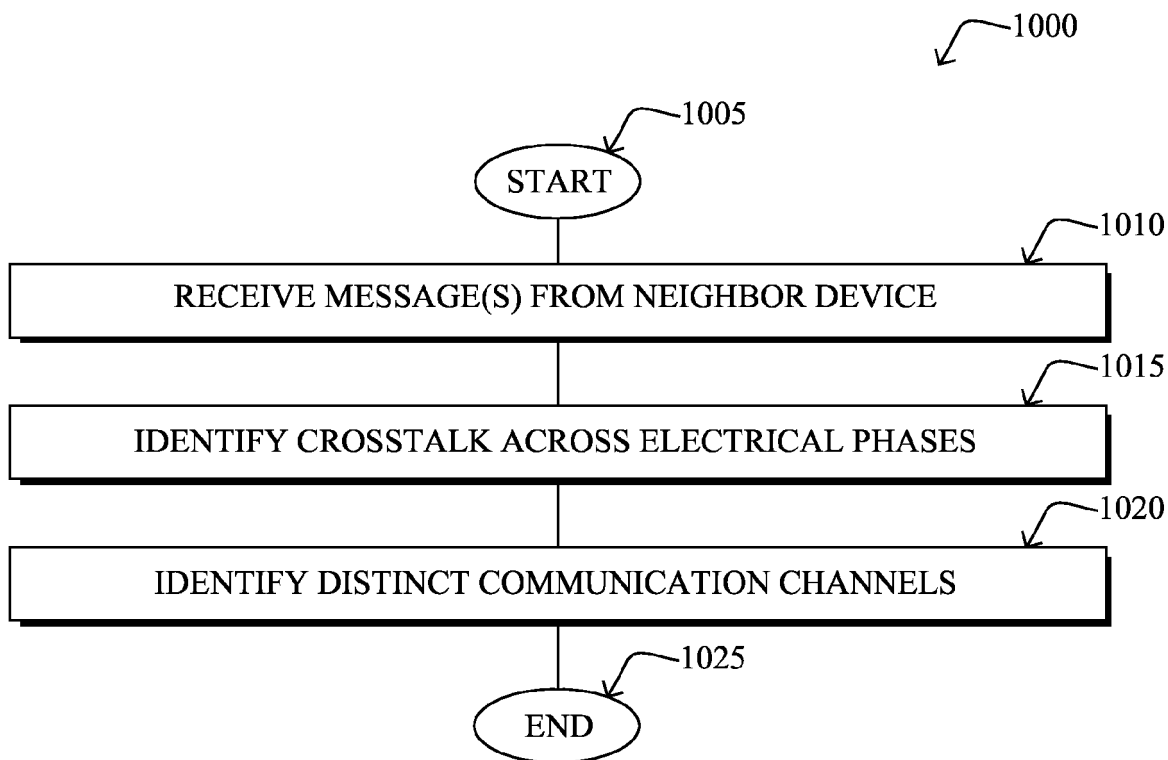 1000
1005
START
1010
RECEIVE MESSAGE(S) FROM NEIGHBOR DEVICE
1015
IDENTIFY CROSSTALK ACROSS ELECTRICAL PHASES
1020
IDENTIFY DISTINCT COMMUNICATION CHANNELS
1025
END